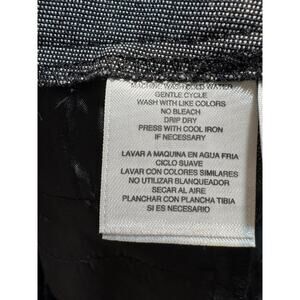 MACHINE WASH COLD WATER
GENTLE CYCLE
WASH WITH LIKE COLORS
NO BLEACH
DRIP DRY
PRESS WITH COOL IRON
IF NECESSARY
LAVAR A MAQUINA EN AGUA FRIA
CICLO SUAVE
LAVAR CON COLORES SIMILARES
NO UTILIZAR BLANQUEADOR
SECAR AL AIRE
PLANCHAR CON PLANCHA TIBIA
SI ES NECESARIO